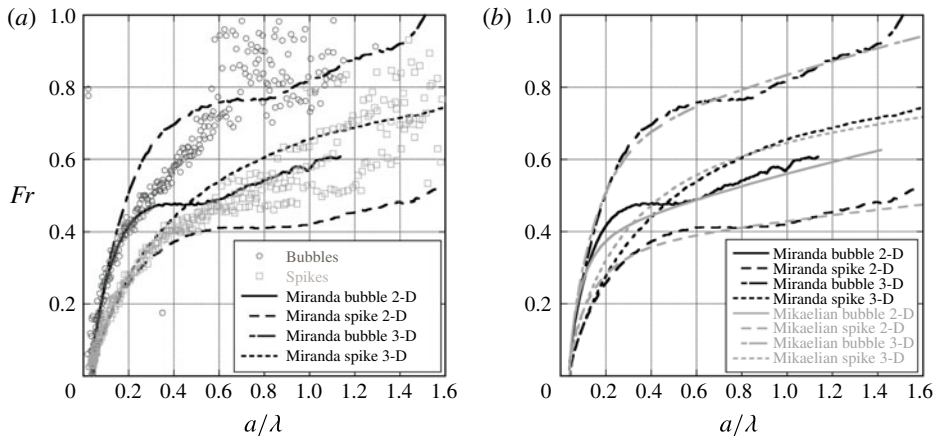 (a)
1.0
0.8
0.6
Fr
0.4
0.2
0
0.2 0.4 0.6 0.8 1.0 1.2 1.4 1.6
a/λ
Bubbles
Spikes
Miranda bubble 2-D
Miranda spike 2-D
Miranda bubble 3-D
Miranda spike 3-D
(b)
1.0
0.8
0.6
0.4
0.2
0
0.2 0.4 0.6 0.8 1.0 1.2 1.4 1.6
a/λ
Miranda bubble 2-D
Miranda spike 2-D
Miranda bubble 3-D
Miranda spike 3-D
Mikaelian bubble 2-D
Mikaelian spike 2-D
Mikaelian bubble 3-D
Mikaelian spike 3-D